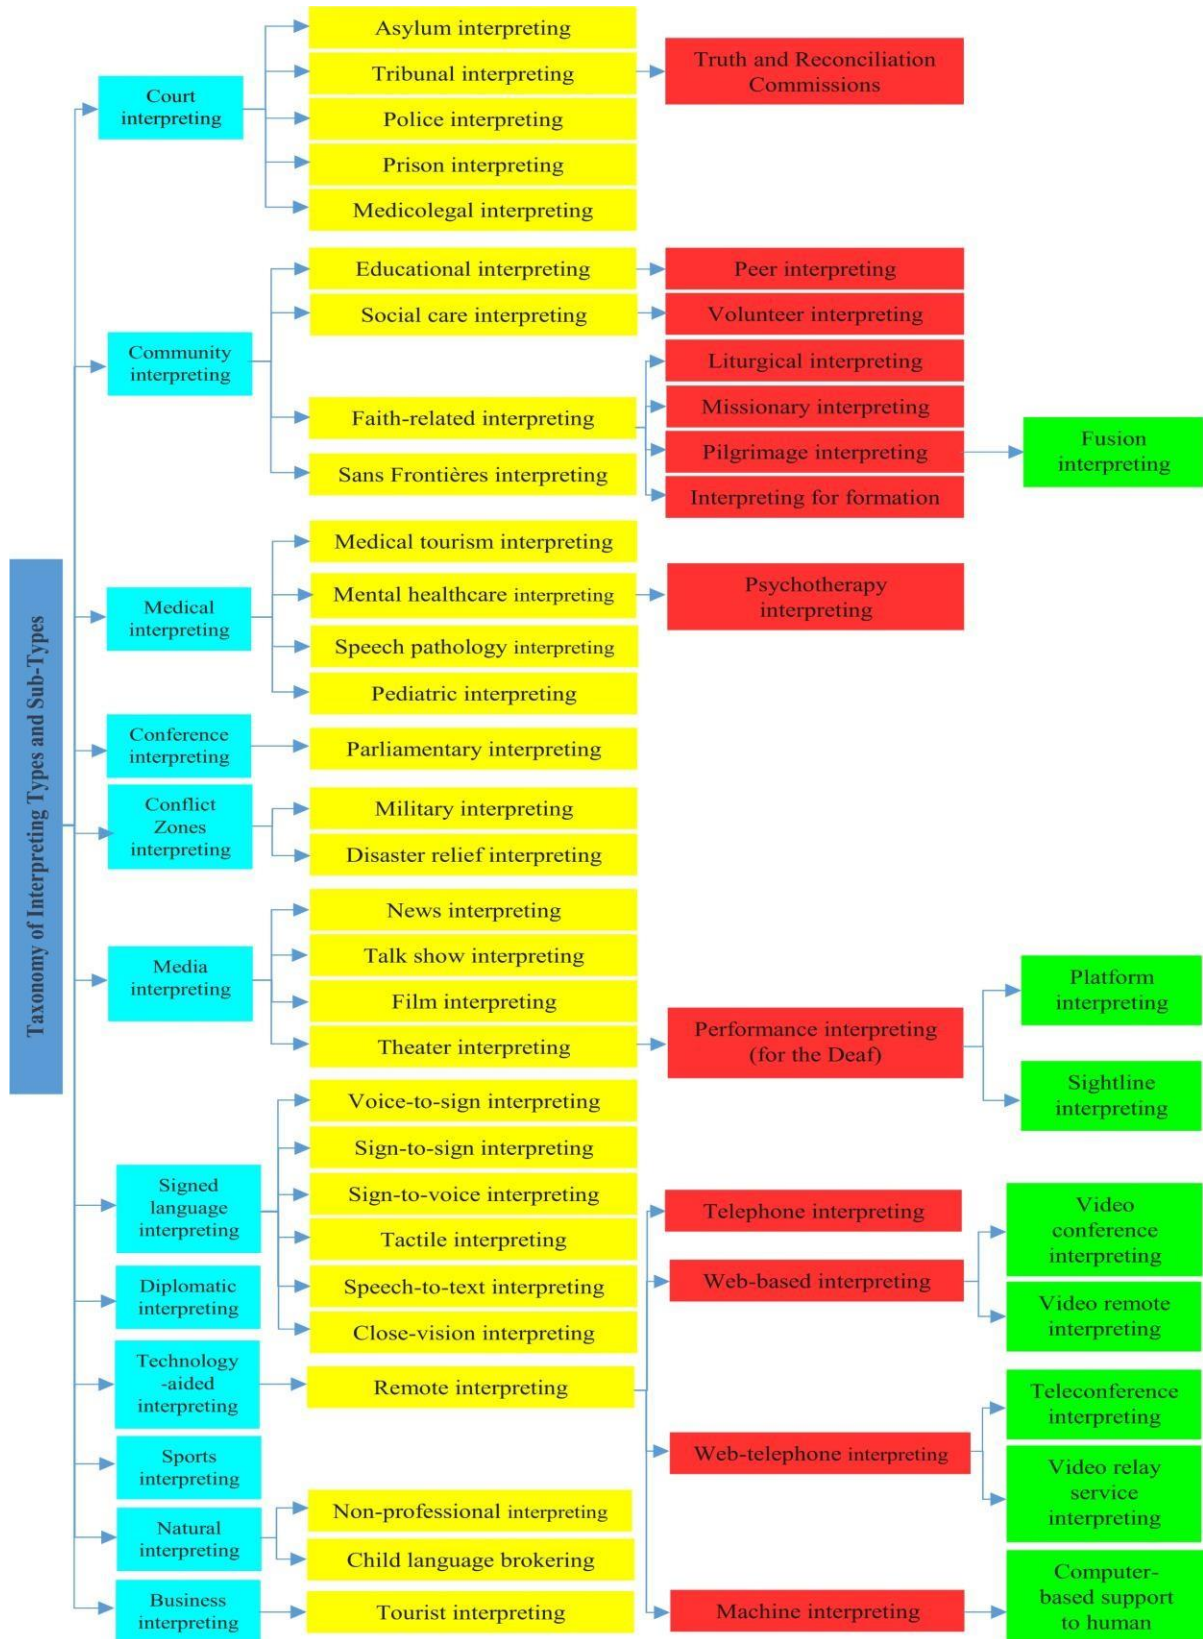 Taxonomy of Interpreting Types and Sub-Types
Court
interpreting
Asylum interpreting
Tribunal interpreting
Truth and Reconciliation
Commissions
Police interpreting
Prison interpreting
Medicolegal interpreting
Community
interpreting
Educational interpreting
Peer interpreting
Social care interpreting
Volunteer interpreting
Faith-related interpreting
Liturgical interpreting
Missionary interpreting
Pilgrimage interpreting
Fusion
interpreting
Interpreting for formation
Sans Frontières interpreting
Medical
interpreting
Medical tourism interpreting
Mental healthcare interpreting
Psychotherapy
interpreting
Speech pathology interpreting
Pediatric interpreting
Conference
interpreting
Parliamentary interpreting
Conflict
Zones
interpreting
Military interpreting
Disaster relief interpreting
Media
interpreting
News interpreting
Talk show interpreting
Film interpreting
Theater interpreting
Performance interpreting
(for the Deaf)
Platform
interpreting
Sightline
interpreting
Signed
language
interpreting
Voice-to-sign interpreting
Sign-to-sign interpreting
Sign-to-voice interpreting
Tactile interpreting
Speech-to-text interpreting
Close-vision interpreting
Diplomatic
interpreting
Technology
-aided
interpreting
Remote interpreting
Telephone interpreting
Web-based interpreting
Video
conference
interpreting
Video remote
interpreting
Web-telephone interpreting
Teleconference
interpreting
Video relay
service
interpreting
Machine interpreting
Computer-
based support
to human
Sports
interpreting
Natural
interpreting
Non-professional interpreting
Child language brokering
Business
interpreting
Tourist interpreting